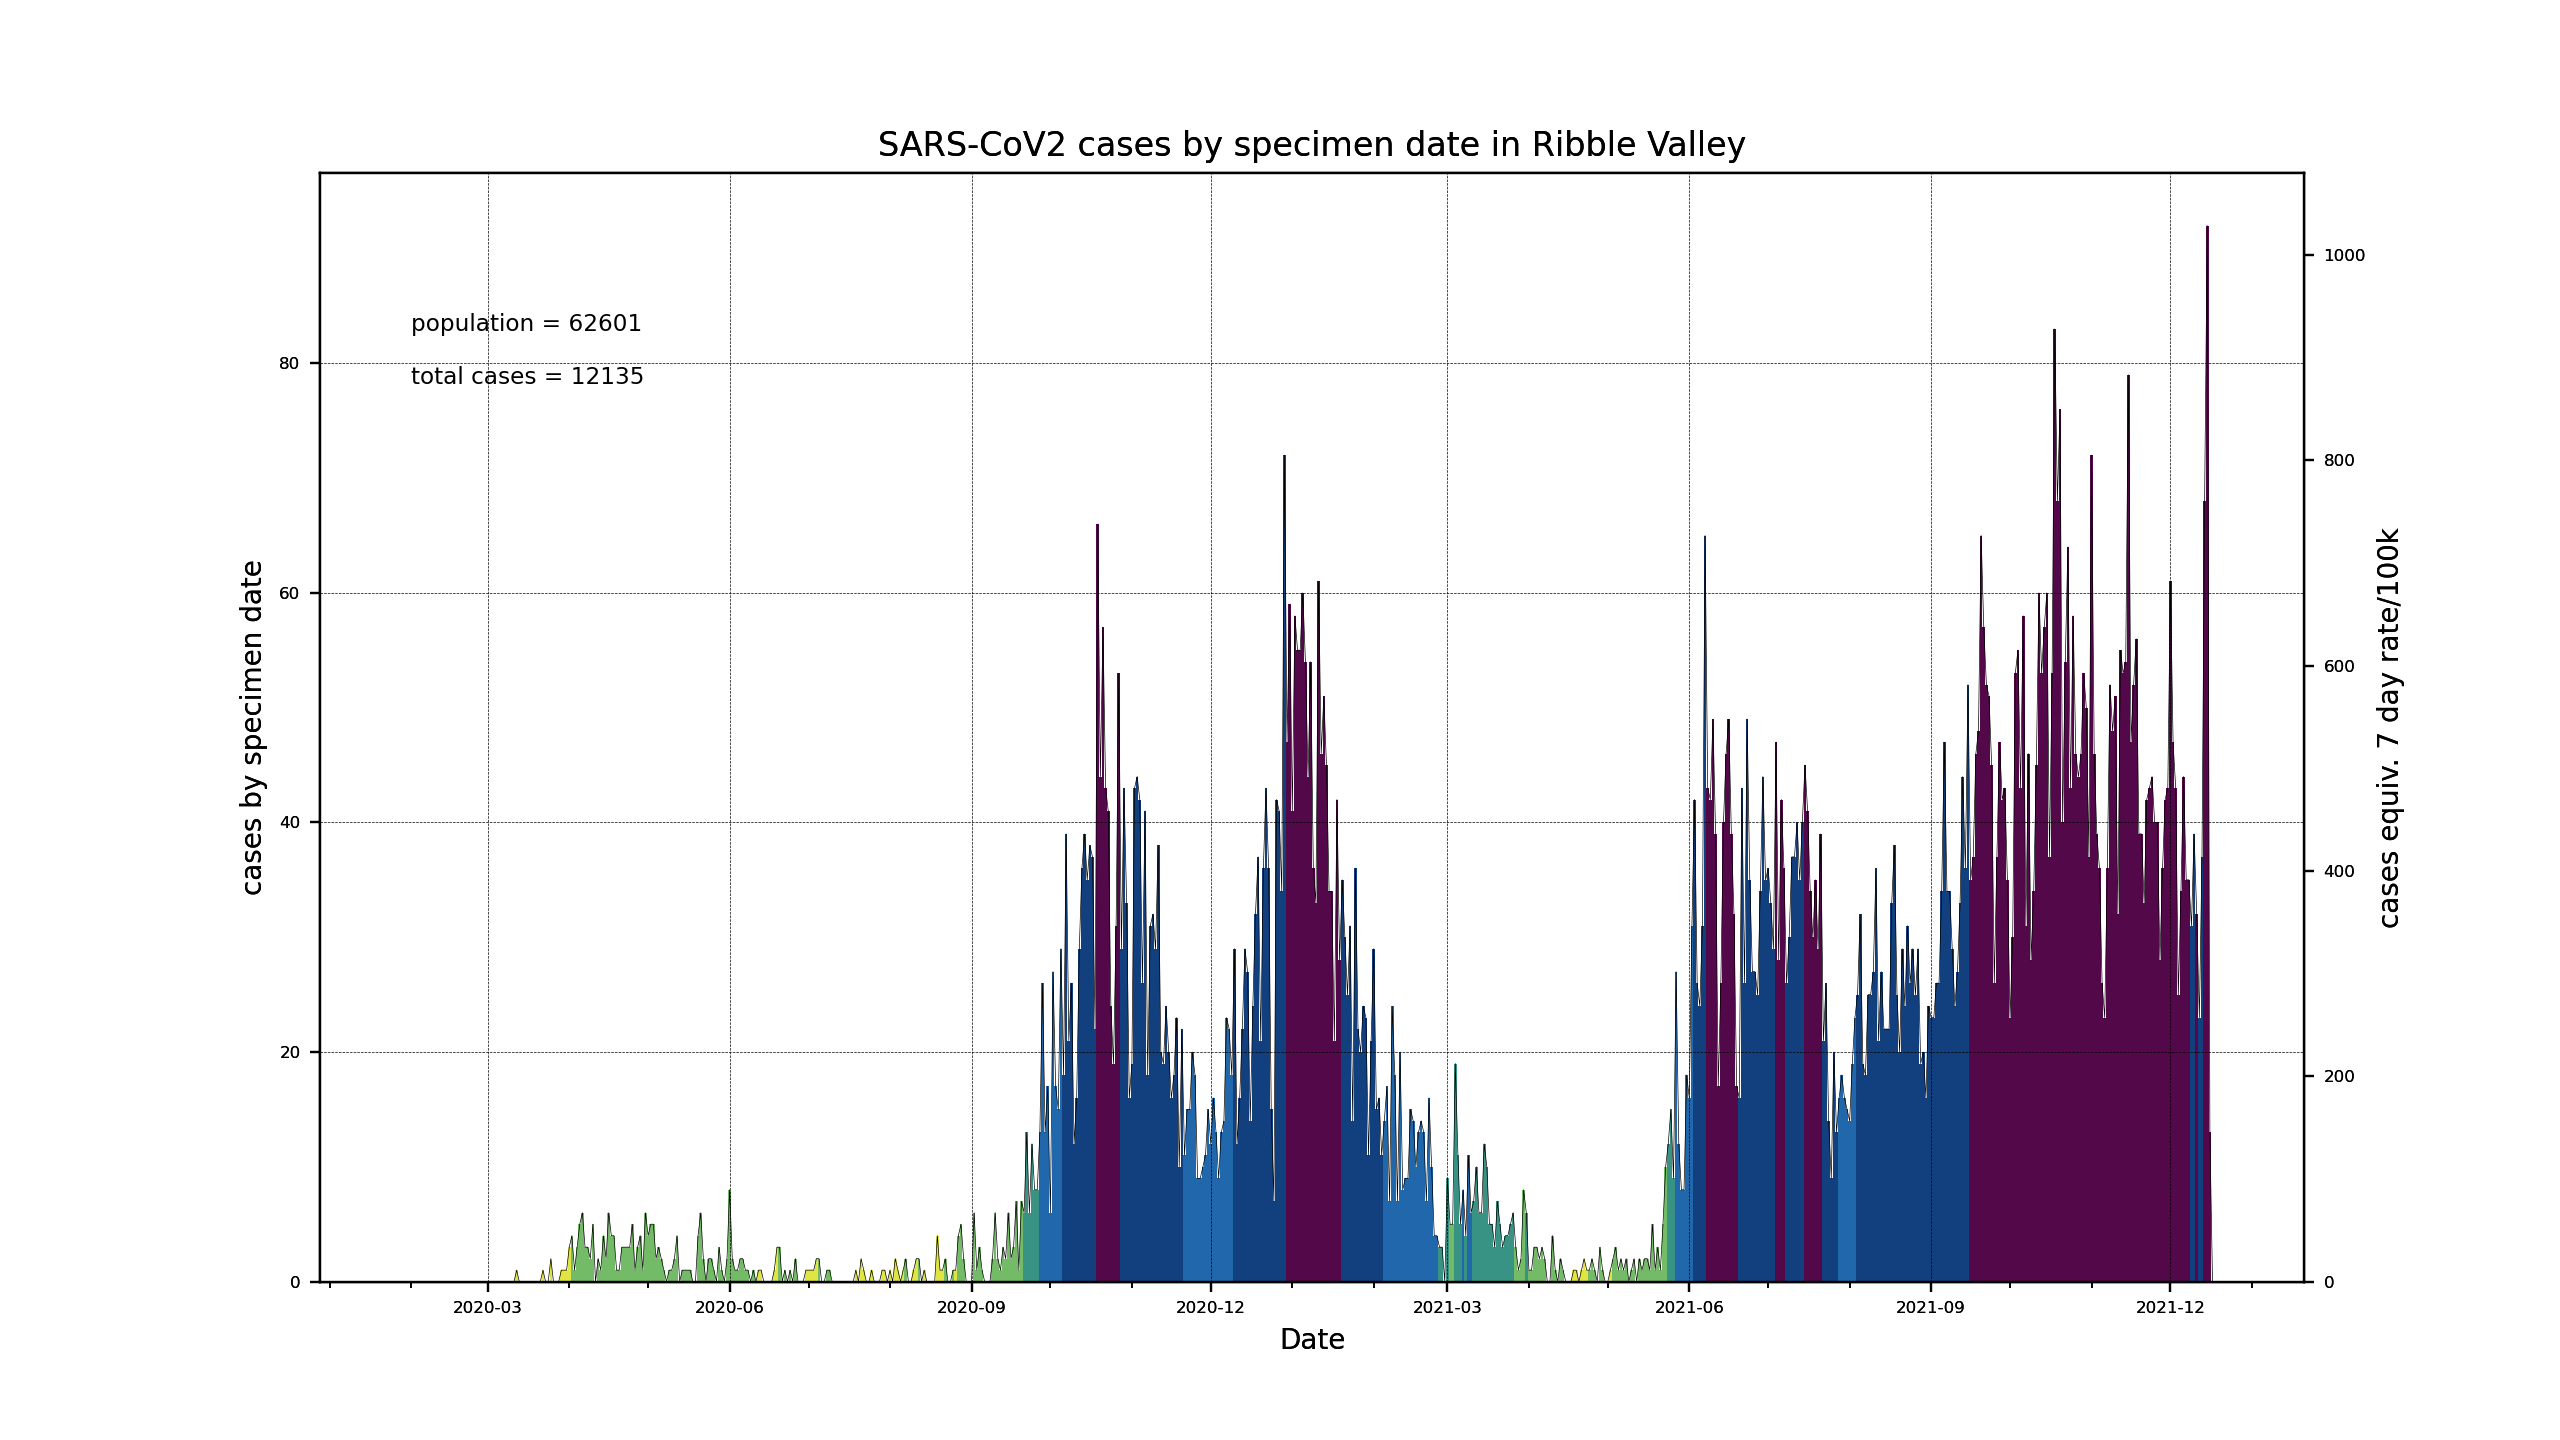 SARS-CoV2 cases by specimen date in Ribble Valley
population = 62601
total cases = 12135
cases by specimen date
80
60
40
20
0
1000
800
600
400
200
0
cases equiv. 7 day rate/100k
2020-03 2020-06 2020-09 2020-12 2021-03 2021-06 2021-09 2021-12
Date